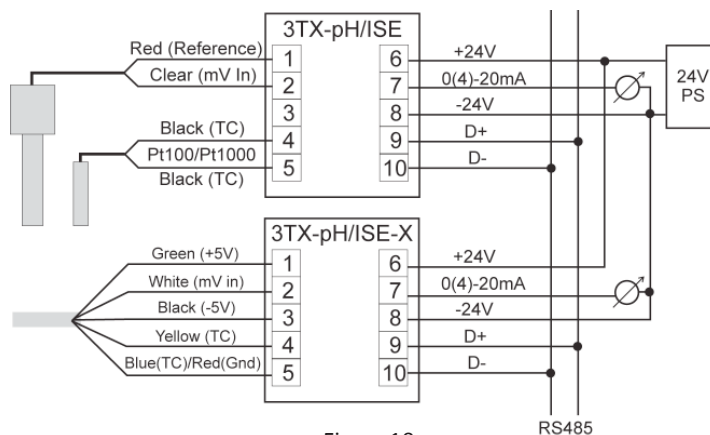 3TX-pH/ISE
Red (Reference) 1 6 +24V
Clear (mV In) 2 7 0(4)-20mA
3 8 -24V
24V
PS
Black (TC) 4 9 D+
Pt100/Pt1000
Black (TC) 5 10 D-
3TX-pH/ISE-X
Green (+5V) 1 6 +24V
White (mV in) 2 7 0(4)-20mA
Black (-5V) 3 8 -24V
Yellow (TC) 4 9 D+
Blue(TC)/Red(Gnd) 5 10 D-
RS485